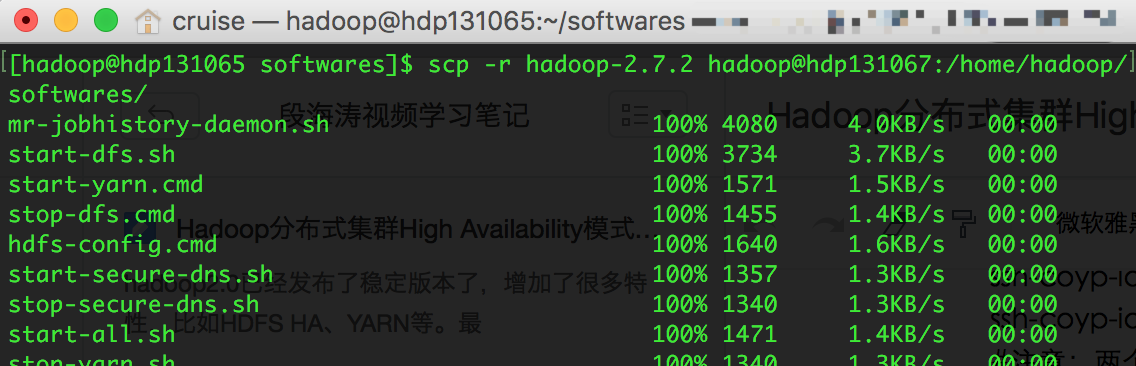 cruise — hadoop@hdp131065:~/softwares
[[hadoop@hdp131065 softwares]$ scp -r hadoop-2.7.2 hadoop@hdp131067:/home/hadoop/]
softwares/
段海涛视频学习笔记
Hadoop分布式集群High
mr-jobhistory-daemon.sh 100% 4080 4.0KB/s 00:00
start-dfs.sh 100% 3734 3.7KB/s 00:00
start-yarn.cmd 100% 1571 1.5KB/s 00:00
stop-dfs.cmd 100% 1455 1.4KB/s 00:00
Hadoop分布式集群High Availability模式...
微软雅黑
hdfs-config.cmd 100% 1640 1.6KB/s 00:00
start-secure-dns.sh 100% 1357 1.3KB/s 00:00
hadoop2.0已经发布了稳定版本了，增加了很多特
ssh-coyp-id
stop-secure-dns.sh 100% 1340 1.3KB/s 00:00
性，比如HDFS HA、YARN等。最
ssh-coyp-id
start-all.sh 100% 1471 1.4KB/s 00:00
#注意：两个
stop-yarn.sh 100% 1340 1.3KB/s 00:00